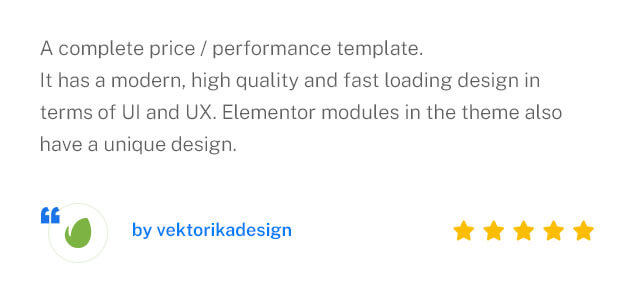 A complete price / performance template.
It has a modern, high quality and fast loading design in
terms of UI and UX. Elementor modules in the theme also
have a unique design.
by vektorikadesign